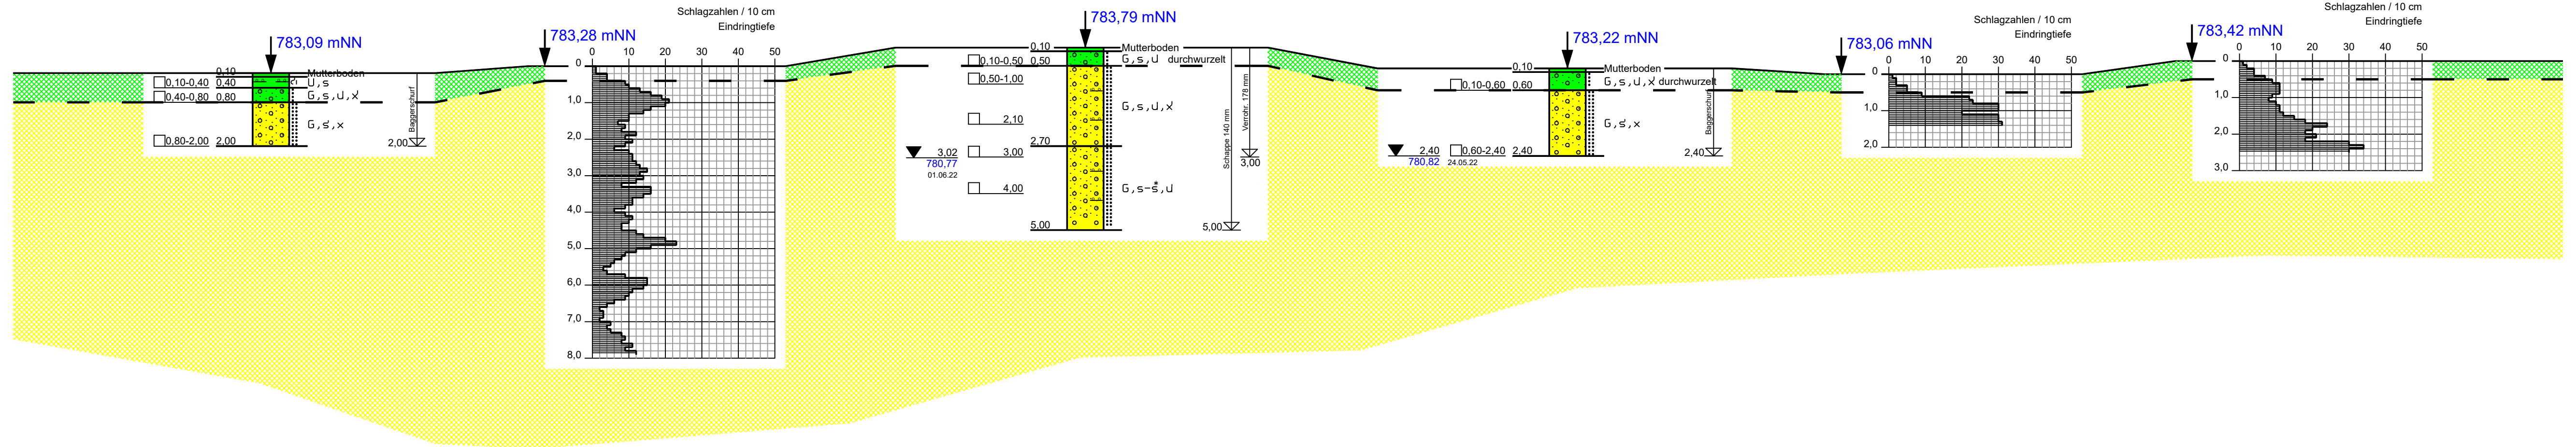 783,09 mNN
0,10
Mutterboden
0,10-0,40 0,40 U,s
0,40-0,80 0,80 G,s,u,x'
G,s',x
0,80-2,00 2,00
Baggerschurf
2,00
783,28 mNN
Schlagzahlen / 10 cm
Eindringtiefe
0 10 20 30 40 50
0
1,0
2,0
3,0
4,0
5,0
6,0
7,0
8,0
783,79 mNN
0,10 Mutterboden
0,10-0,50 0,50 G,s,u durchwurzelt
0,50-1,00
G,s,u,x'
2,10
2,70
3,02
780,77
01.06.22
3,00
4,00
G,s-s*,u
5,00
Schappe 140 mm
5,00
Verrohr. 178 mm
3,00
783,22 mNN
0,10 Mutterboden
0,10-0,60 0,60 G,s,u,x' durchwurzelt
G,s',x
2,40
780,82 24.05.22
0,60-2,40 2,40
Baggerschurf
2,40
783,06 mNN
Schlagzahlen / 10 cm
Eindringtiefe
0 10 20 30 40 50
0
1,0
2,0
783,42 mNN
Schlagzahlen / 10 cm
Eindringtiefe
0 10 20 30 40 50
0
1,0
2,0
3,0